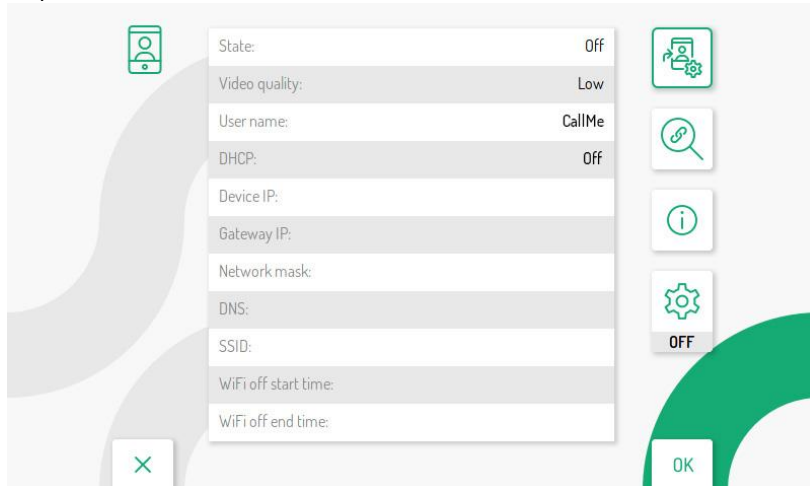 State: Off
Video quality: Low
User name: CallMe
DHCP: Off
Device IP:
Gateway IP:
Network mask:
DNS:
SSID:
OFF
WiFi off start time:
WiFi off end time:
OK